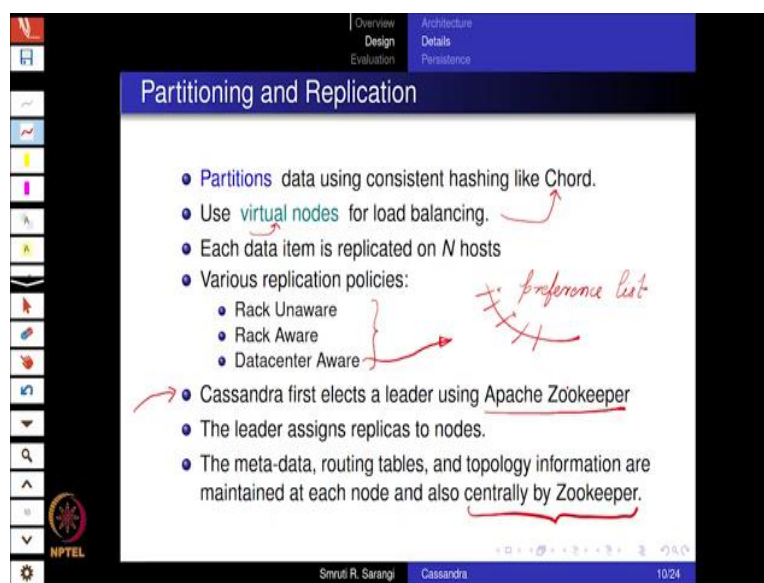 Overview
Design
Evaluation
Architecture
Details
Persistence
Partitioning and Replication
Partitions data using consistent hashing like Chord.
Use virtual nodes for load balancing.
Each data item is replicated on N hosts
Various replication policies:
Rack Unaware
Rack Aware
Datacenter Aware
preference list
Cassandra first elects a leader using Apache Zookeeper
The leader assigns replicas to nodes.
The meta-data, routing tables, and topology information are
maintained at each node and also centrally by Zookeeper.
NPTEL
Smruti R. Sarangi
Cassandra
10/24